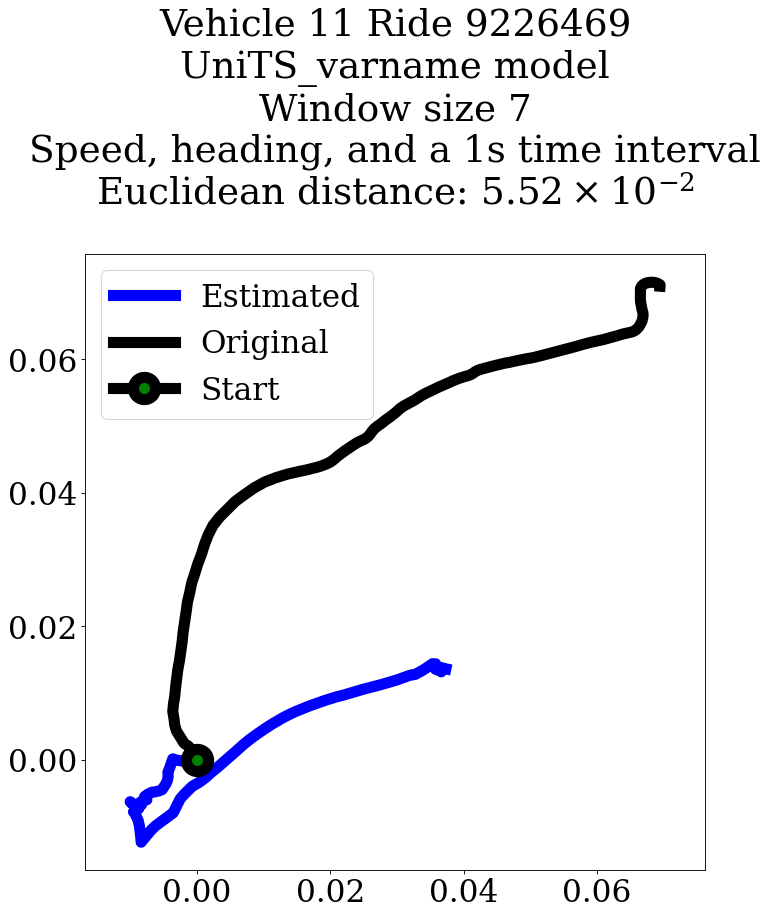 Vehicle 11 Ride 9226469
UniTS_varname model
Window size 7
Speed, heading, and a 1s time interval
Euclidean distance: 5.52 × 10⁻²
Estimated
Original
Start
0.06
0.04
0.02
0.00
0.00 0.02 0.04 0.06